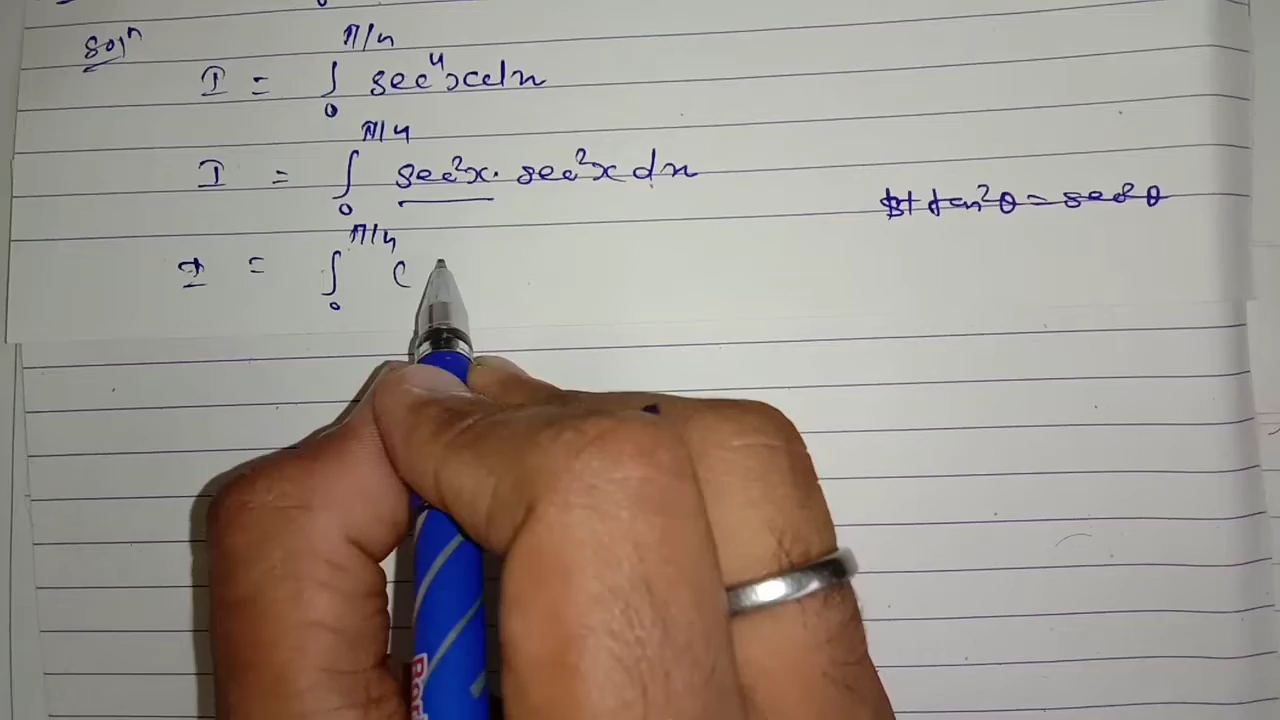 Solⁿ
π/4
I = ∫ sec⁴x dx
0
π/4
I = ∫ sec²x · sec²x dx
0
1+tan²θ = sec²θ
π/4
I = ∫ (
0